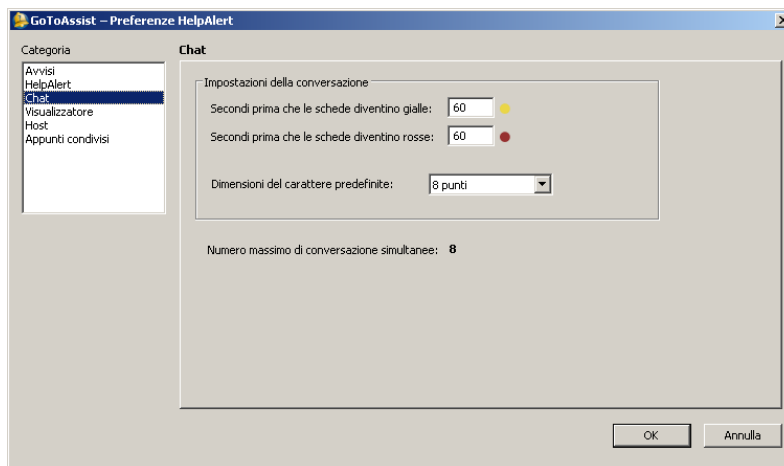 GoToAssist – Preferenze HelpAlert
Categoria
Avvisi
HelpAlert
Chat
Visualizzatore
Host
Appunti condivisi
Chat
Impostazioni della conversazione
Secondi prima che le schede diventino gialle: 60
Secondi prima che le schede diventino rosse: 60
Dimensioni del carattere predefinite: 8 punti
Numero massimo di conversazione simultanee: 8
OK Annulla